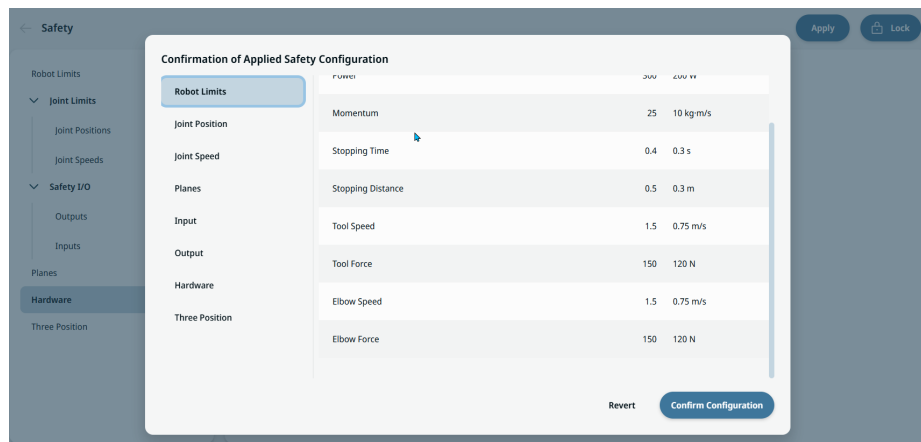 Safety
Apply
Lock
Robot Limits
Joint Limits
Joint Positions
Joint Speeds
Safety I/O
Outputs
Inputs
Planes
Hardware
Three Position
Confirmation of Applied Safety Configuration
Robot Limits
Joint Position
Joint Speed
Planes
Input
Output
Hardware
Three Position
Power 300 200 W
Momentum 25 10 kg·m/s
Stopping Time 0.4 0.3 s
Stopping Distance 0.5 0.3 m
Tool Speed 1.5 0.75 m/s
Tool Force 150 120 N
Elbow Speed 1.5 0.75 m/s
Elbow Force 150 120 N
Revert
Confirm Configuration